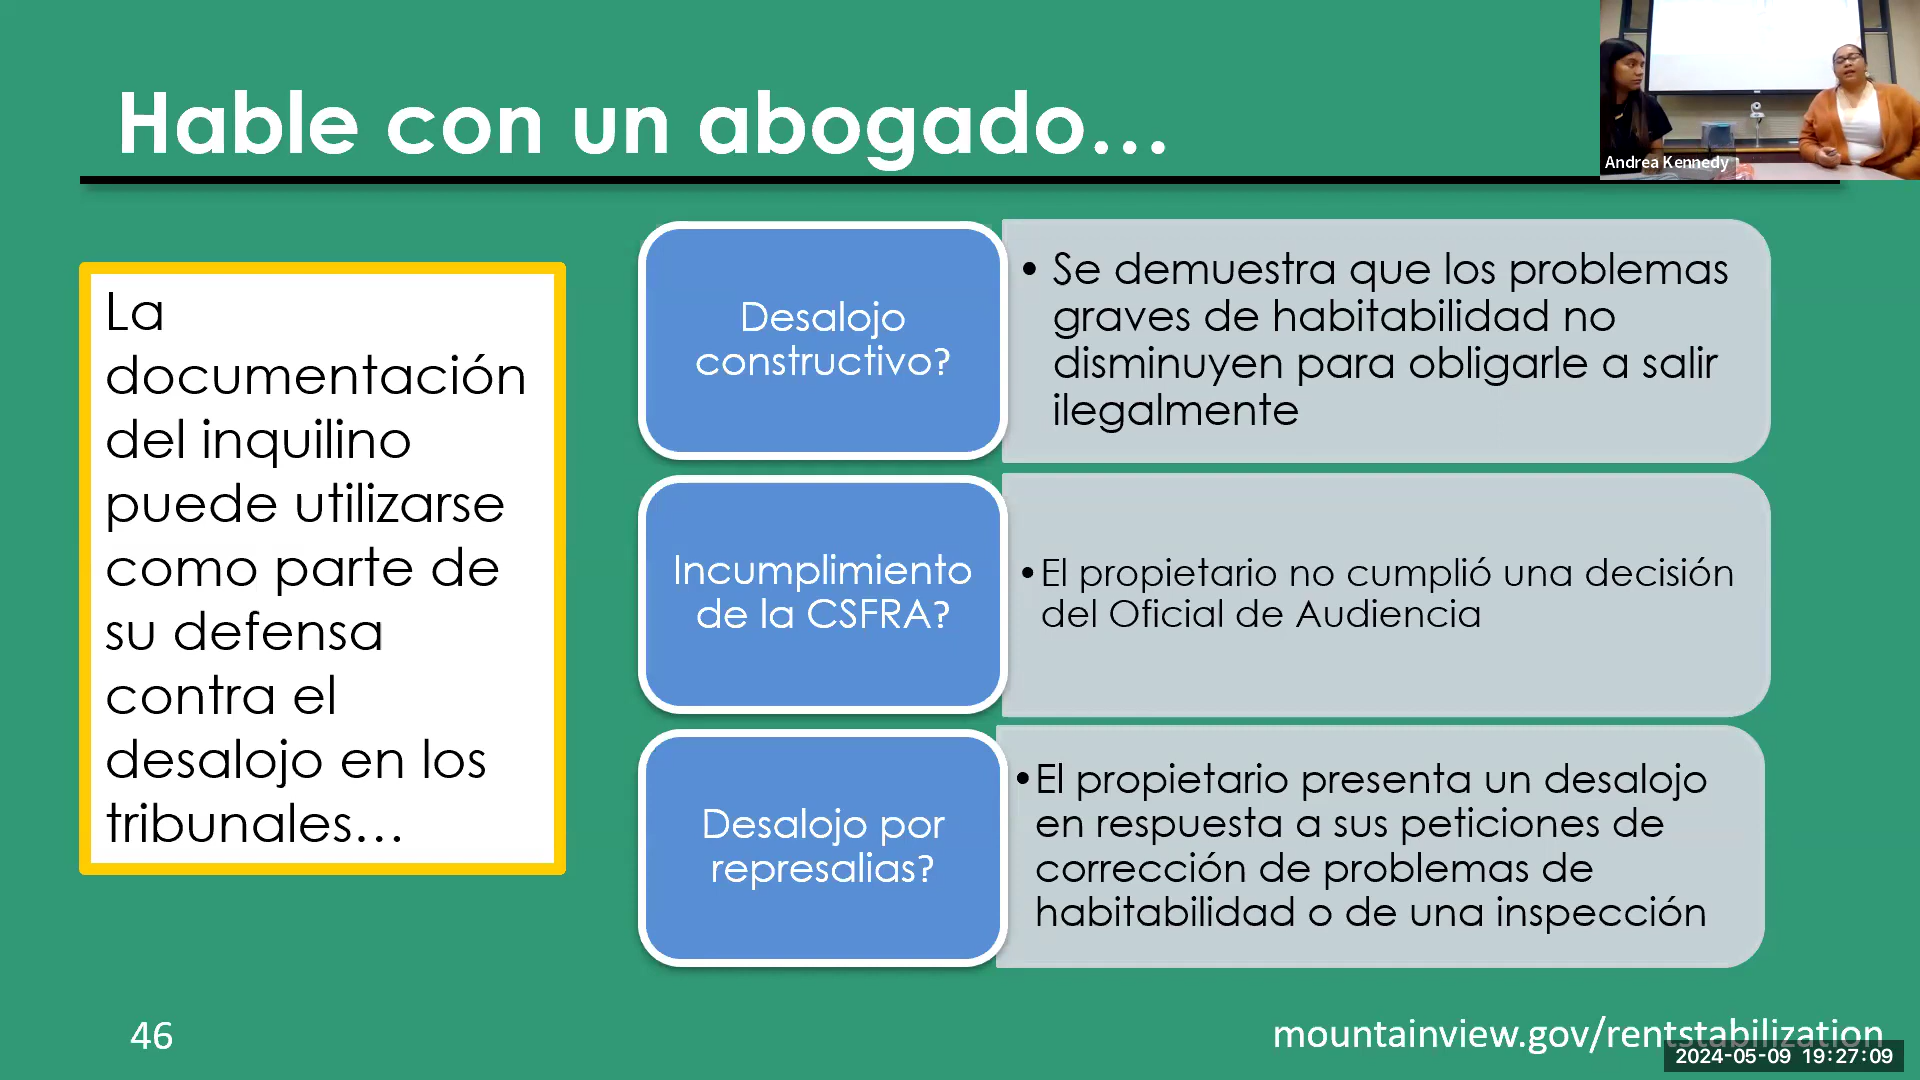 Hable con un abogado...
Andrea Kennedy
La
documentación
del inquilino
puede utilizarse
como parte de
su defensa
contra el
desalojo en los
tribunales...
Desalojo
constructivo?
• Se demuestra que los problemas
graves de habitabilidad no
disminuyen para obligarle a salir
ilegalmente
Incumplimiento
de la CSFRA?
•El propietario no cumplió una decisión
del Oficial de Audiencia
Desalojo por
represalias?
•El propietario presenta un desalojo
en respuesta a sus peticiones de
corrección de problemas de
habitabilidad o de una inspección
46
mountainview.gov/rentstabilization
2024-05-09 19:27:09